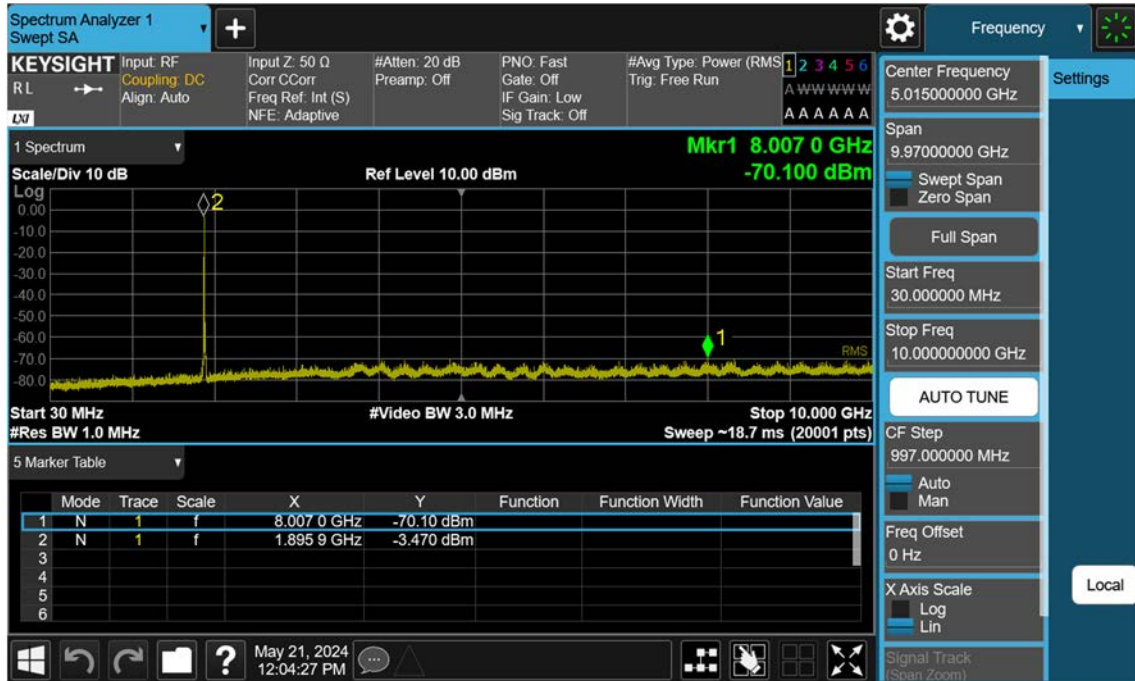 Spectrum Analyzer 1
Swept SA
Frequency
KEYSIGHT
R L
LXI
Input: RF
Coupling: DC
Align: Auto
Input Z: 50 Ω
Corr CCorr
Freq Ref: Int (S)
NFE: Adaptive
#Atten: 20 dB
Preamp: Off
PNO: Fast
Gate: Off
IF Gain: Low
Sig Track: Off
#Avg Type: Power (RMS
Trig: Free Run
1 2 3 4 5 6
A W W W W W
A A A A A A
1 Spectrum
Mkr1 8.007 0 GHz
-70.100 dBm
Scale/Div 10 dB
Ref Level 10.00 dBm
Log
0.00
-10.0
-20.0
-30.0
-40.0
-50.0
-60.0
-70.0
-80.0
2
1
RMS
Start 30 MHz
#Video BW 3.0 MHz
Stop 10.000 GHz
#Res BW 1.0 MHz
Sweep ~18.7 ms (20001 pts)
5 Marker Table
Mode Trace Scale X Y Function Function Width Function Value
1 N 1 f 8.007 0 GHz -70.10 dBm
2 N 1 f 1.895 9 GHz -3.470 dBm
3
4
5
6
May 21, 2024
12:04:27 PM
Center Frequency
5.015000000 GHz
Span
9.97000000 GHz
Swept Span
Zero Span
Full Span
Start Freq
30.000000 MHz
Stop Freq
10.000000000 GHz
AUTO TUNE
CF Step
997.000000 MHz
Auto
Man
Freq Offset
0 Hz
X Axis Scale
Log
Lin
Signal Track
(Span Zoom)
Settings
Local